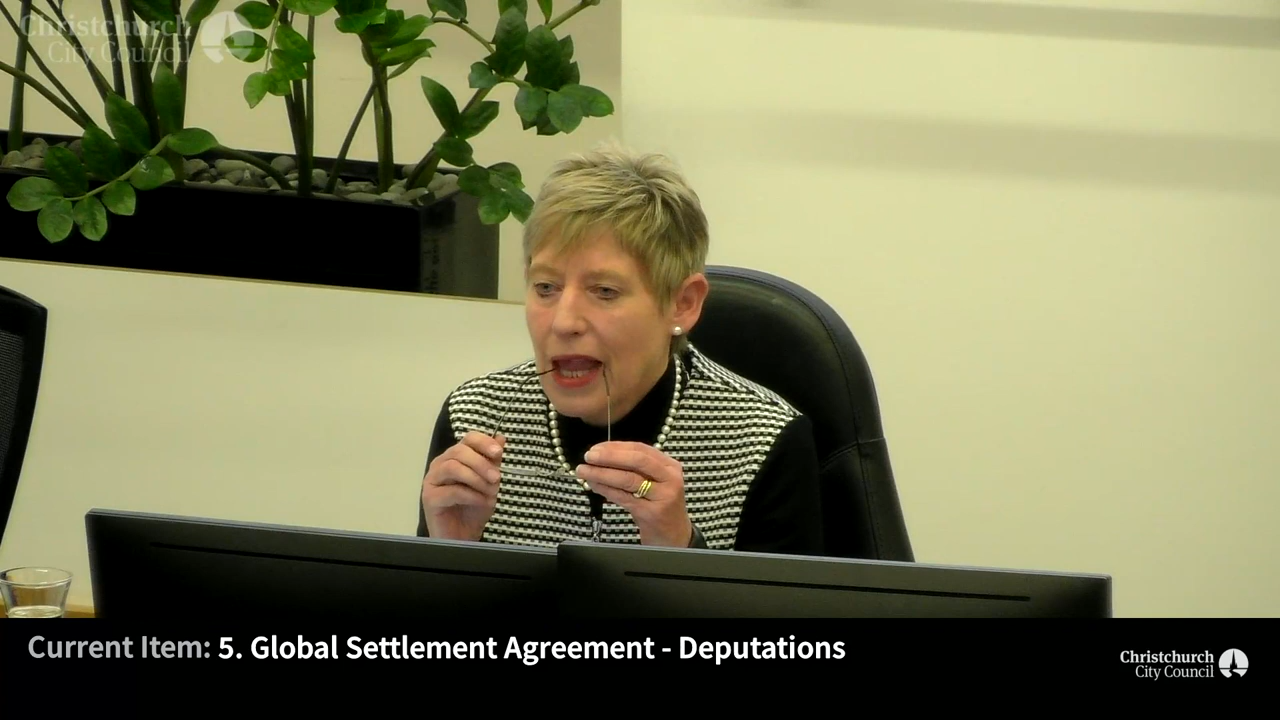 Christchurch
City Council
Current Item: 5. Global Settlement Agreement - Deputations
Christchurch
City Council